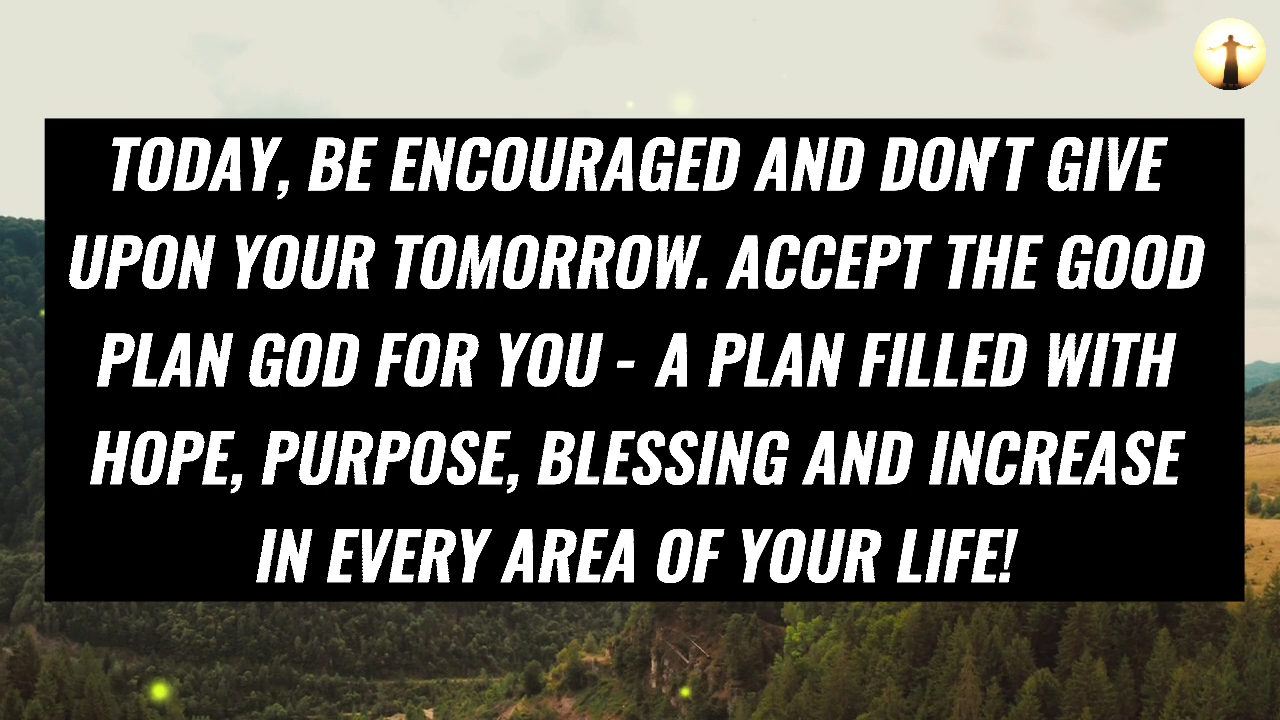 TODAY, BE ENCOURAGED AND DON'T GIVE
UPON YOUR TOMORROW. ACCEPT THE GOOD
PLAN GOD FOR YOU - A PLAN FILLED WITH
HOPE, PURPOSE, BLESSING AND INCREASE
IN EVERY AREA OF YOUR LIFE!